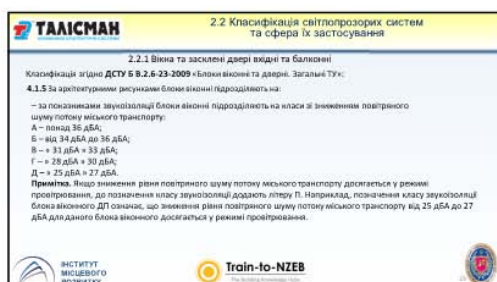 ТАЛІСМАН
2.2 Класифікація світлопрозорих систем
та сфера їх застосування
2.2.1 Вікна та засклені двері вхідні та балконні
Класифікація згідно ДСТУ Б В.2.6-23-2009 «Блоки віконні та дверні. Загальні ТУ»:
4.1.5 За архітектурними рисунками блоки віконні підрозділяють на:
– за показниками звукоізоляції блоки віконні підрозділяють на класи зі зниженням повітряного
шуму потоку міського транспорту:
А – понад 36 дБА;
Б – від 34 дБА до 36 дБА;
В – » 31 дБА » 33 дБА;
Г – » 28 дБА » 30 дБА;
Д – » 25 дБА » 27 дБА.
Примітка. Якщо зниження рівня повітряного шуму потоку міського транспорту досягається у режимі
провітрювання, до позначення класу звукоізоляції додають літеру П. Наприклад, позначення класу звукоізоляції
блока віконного ДП означає, що зниження рівня повітряного шуму потоку міського транспорту від 25 дБА до 27
дБА для даного блока віконного досягається у режимі провітрювання.
ІНСТИТУТ
МІСЦЕВОГО
РОЗВИТКУ
Train-to-NZEB
The Building Knowledge Hubs